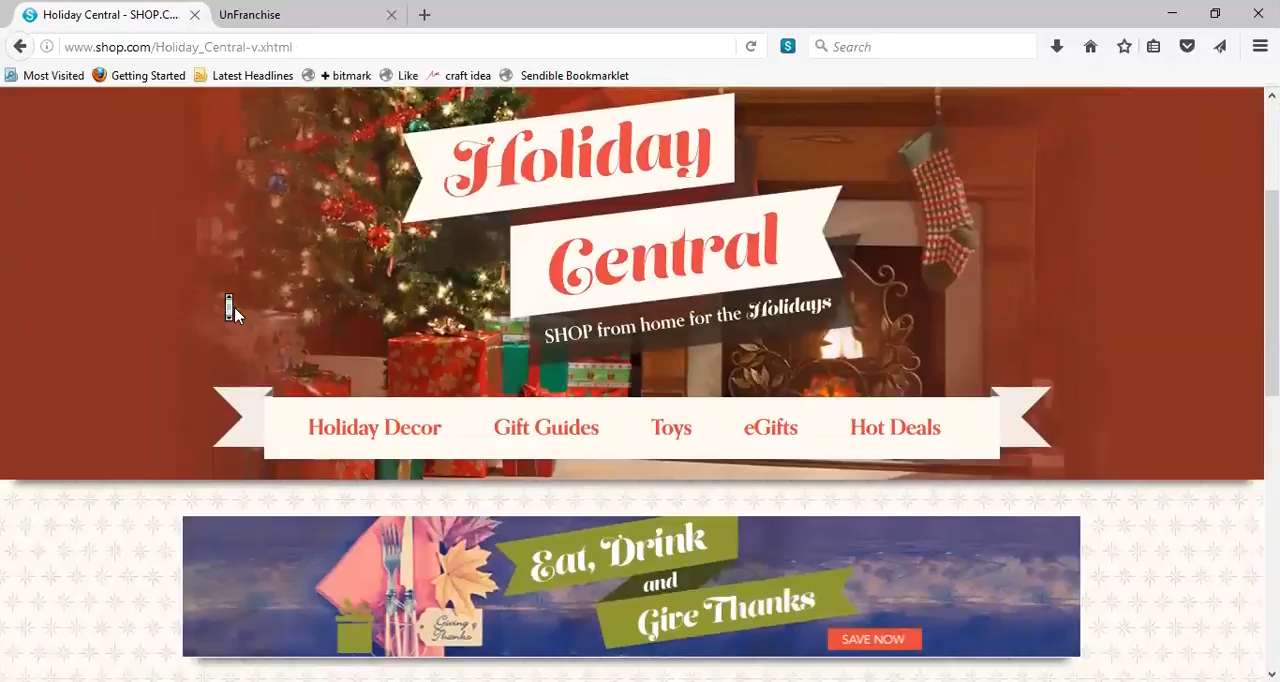 Holiday Central - SHOP.C...
UnFranchise
www.shop.com/Holiday_Central-v.xhtml
Search
Most Visited
Getting Started
Latest Headlines
+ bitmark
Like
craft idea
Sendible Bookmarklet
Holiday
Central
SHOP from home for the Holidays
Holiday Decor
Gift Guides
Toys
eGifts
Hot Deals
Eat, Drink
and
Give Thanks
Giving &
Thanks
SAVE NOW